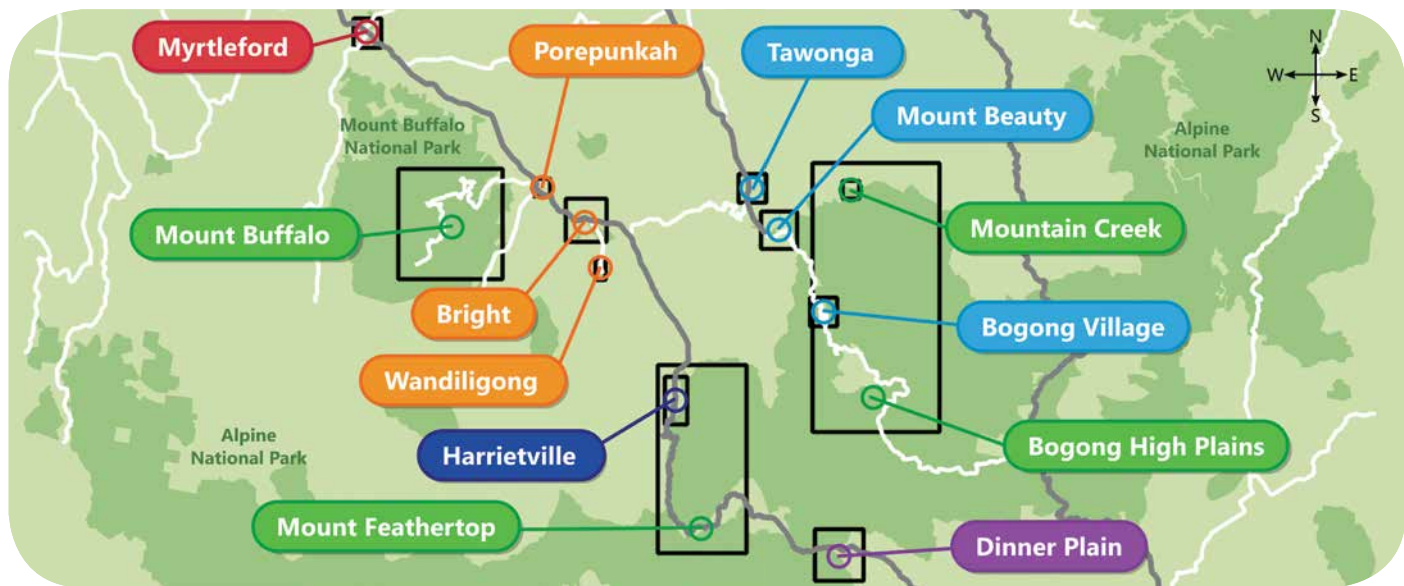 Myrtleford
Porepunkah
Tawonga
N
W E
S
Mount Beauty
Mount Buffalo
National Park
Alpine
National Park
Mount Buffalo
Mountain Creek
Bright
Bogong Village
Wandiligong
Alpine
National Park
Harrietville
Bogong High Plains
Mount Feathertop
Dinner Plain